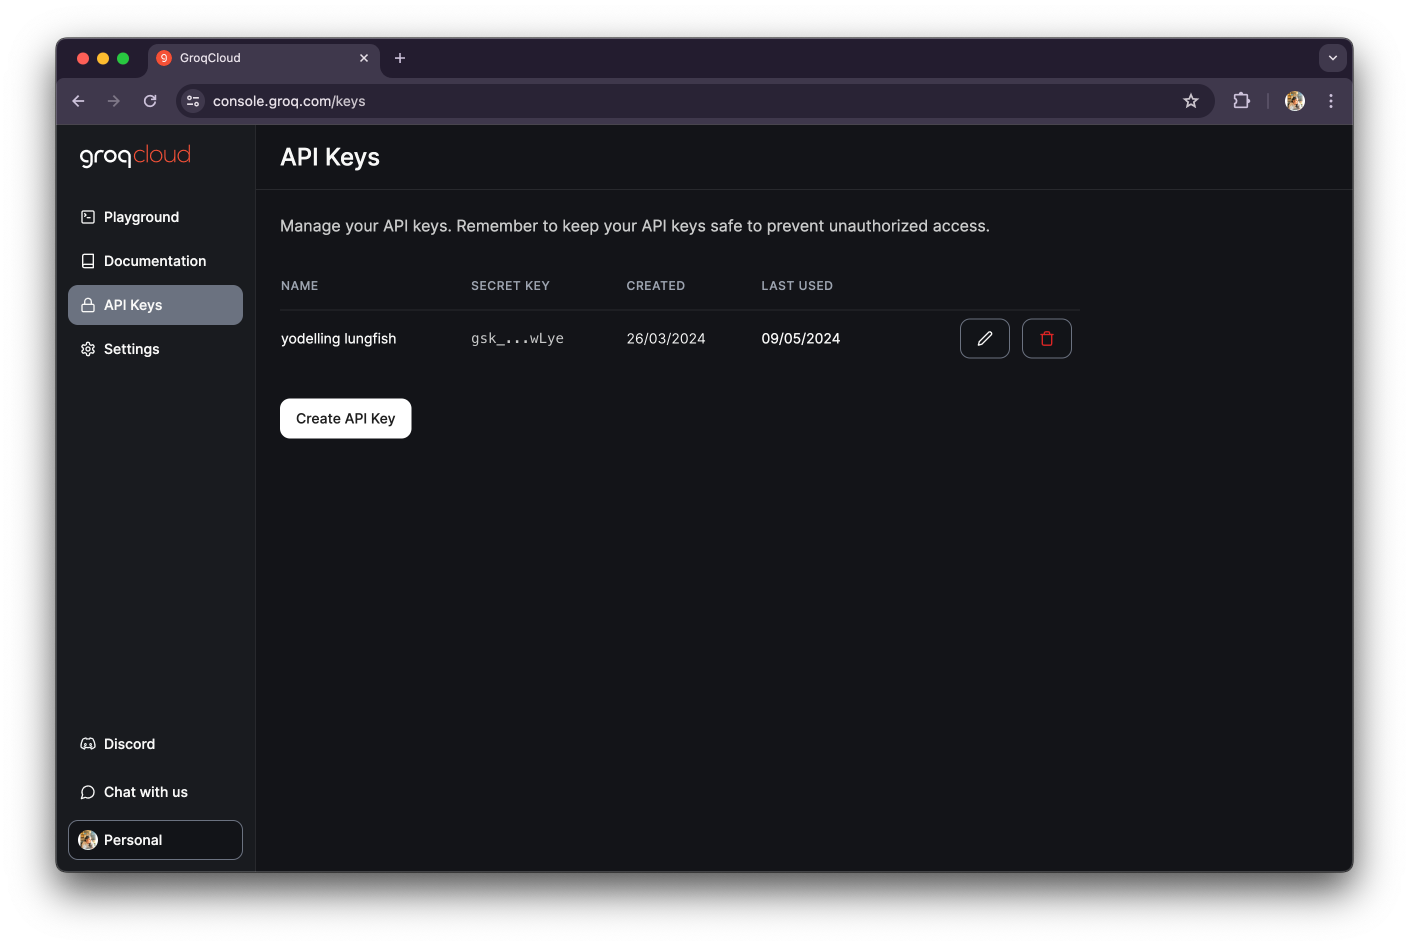 GroqCloud
console.groq.com/keys
groqcloud
API Keys
Playground
Documentation
API Keys
Settings
Manage your API keys. Remember to keep your API keys safe to prevent unauthorized access.
NAME SECRET KEY CREATED LAST USED
yodelling lungfish gsk_...wLye 26/03/2024 09/05/2024
Create API Key
Discord
Chat with us
Personal